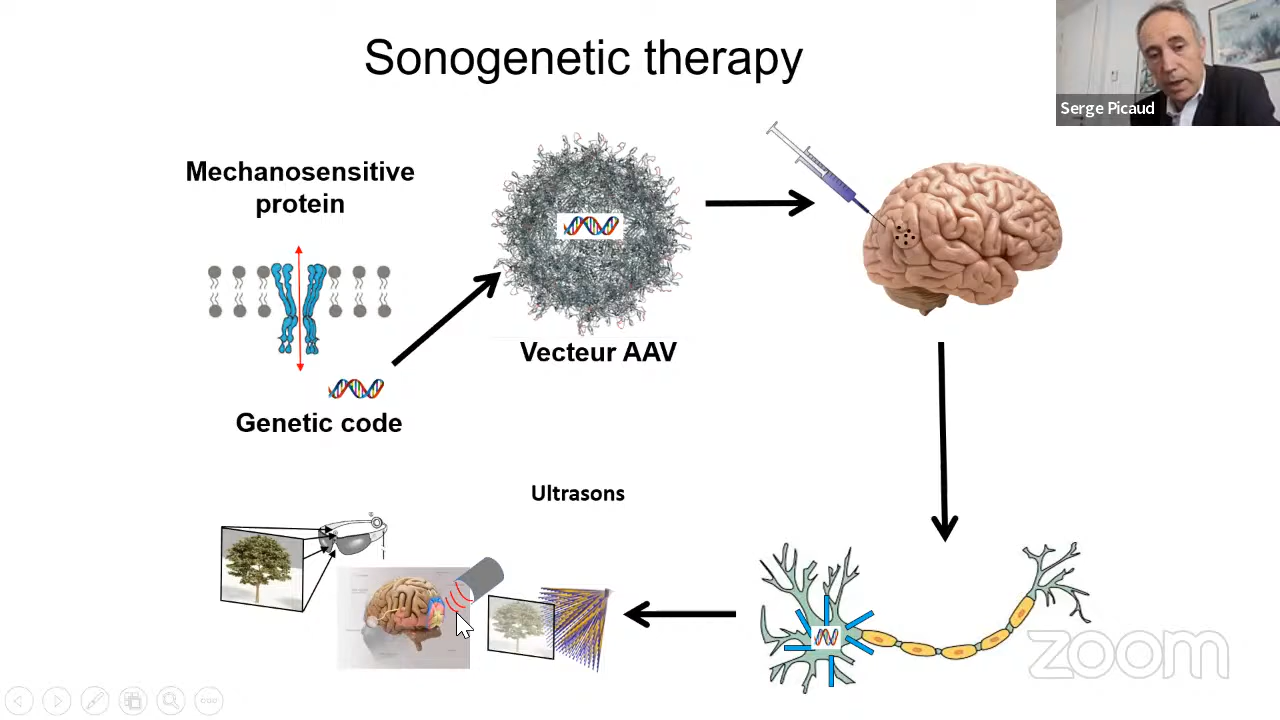 Sonogenetic therapy
Serge Picaud
Mechanosensitive
protein
Vecteur AAV
Genetic code
Ultrasons
zoom